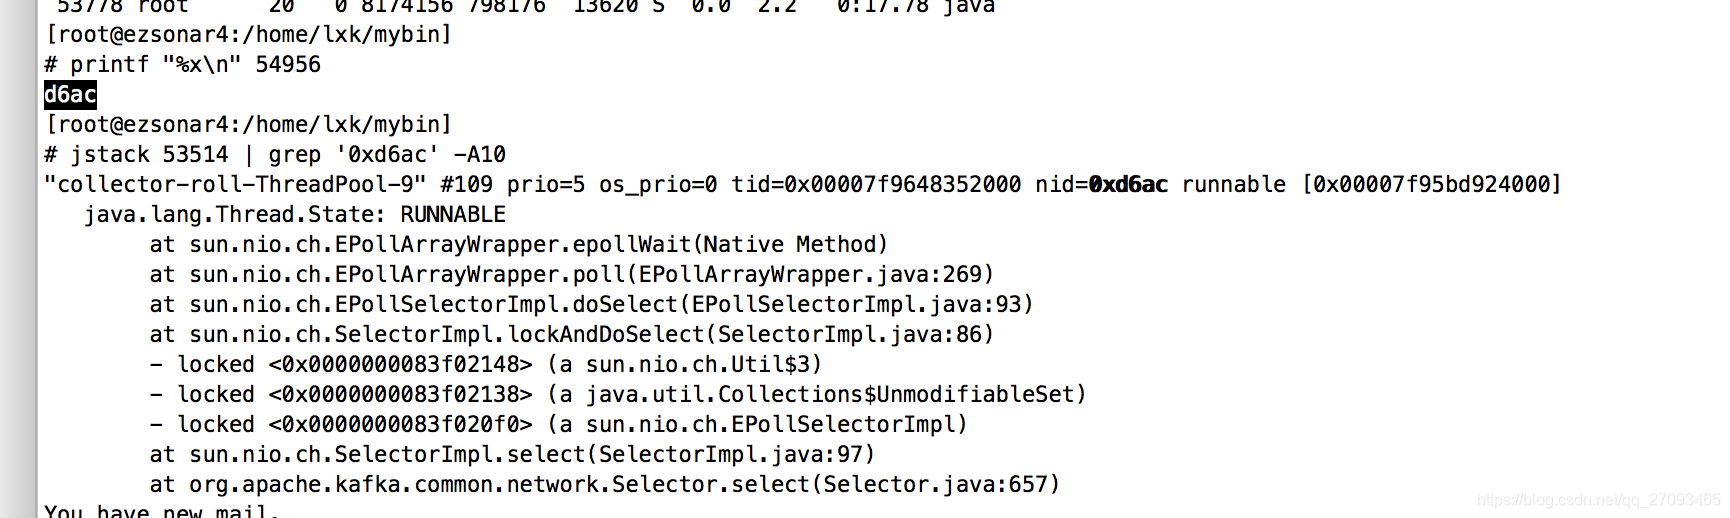 53778 root      20   0 8174156 798176  13620 S  0.0  2.2   0:17.78 java
[root@ezsonar4:/home/lxk/mybin]
# printf "%x\n" 54956
d6ac
[root@ezsonar4:/home/lxk/mybin]
# jstack 53514 | grep '0xd6ac' -A10
"collector-roll-ThreadPool-9" #109 prio=5 os_prio=0 tid=0x00007f9648352000 nid=0xd6ac runnable [0x00007f95bd924000]
   java.lang.Thread.State: RUNNABLE
        at sun.nio.ch.EPollArrayWrapper.epollWait(Native Method)
        at sun.nio.ch.EPollArrayWrapper.poll(EPollArrayWrapper.java:269)
        at sun.nio.ch.EPollSelectorImpl.doSelect(EPollSelectorImpl.java:93)
        at sun.nio.ch.SelectorImpl.lockAndDoSelect(SelectorImpl.java:86)
        - locked <0x0000000083f02148> (a sun.nio.ch.Util$3)
        - locked <0x0000000083f02138> (a java.util.Collections$UnmodifiableSet)
        - locked <0x0000000083f020f0> (a sun.nio.ch.EPollSelectorImpl)
        at sun.nio.ch.SelectorImpl.select(SelectorImpl.java:97)
        at org.apache.kafka.common.network.Selector.select(Selector.java:657)
You have new mail.
https://blog.csdn.net/qq_27093465